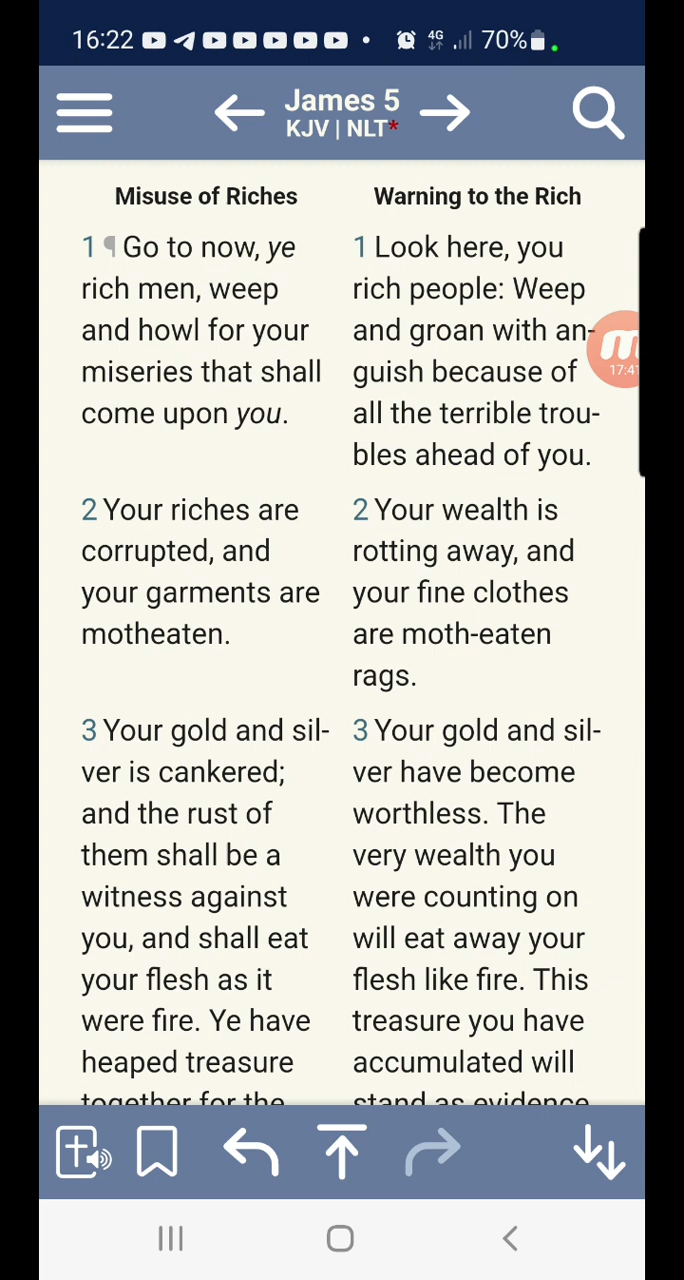 16:22
4G
70%
James 5
KJV | NLT*
Misuse of Riches
1 ¶ Go to now, ye
rich men, weep
and howl for your
miseries that shall
come upon you.
2 Your riches are
corrupted, and
your garments are
motheaten.
3 Your gold and sil-
ver is cankered;
and the rust of
them shall be a
witness against
you, and shall eat
your flesh as it
were fire. Ye have
heaped treasure
together for the
Warning to the Rich
1 Look here, you
rich people: Weep
and groan with an-
guish because of
all the terrible trou-
bles ahead of you.
2 Your wealth is
rotting away, and
your fine clothes
are moth-eaten
rags.
3 Your gold and sil-
ver have become
worthless. The
very wealth you
were counting on
will eat away your
flesh like fire. This
treasure you have
accumulated will
stand as evidence